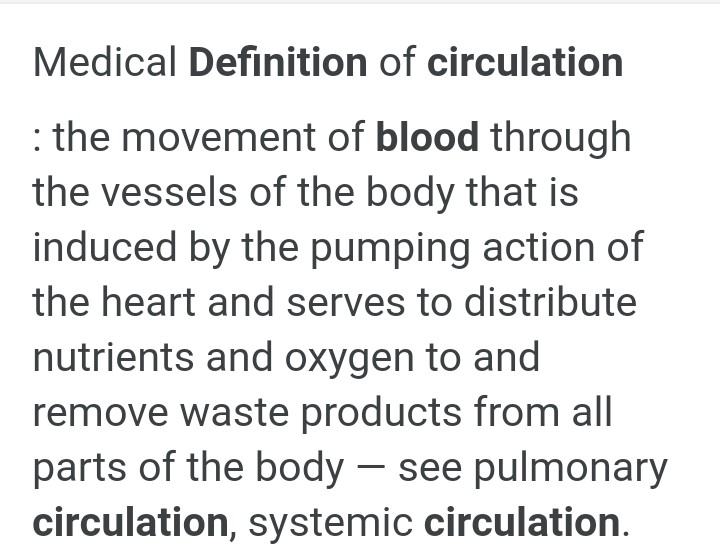 Medical Definition of circulation
: the movement of blood through
the vessels of the body that is
induced by the pumping action of
the heart and serves to distribute
nutrients and oxygen to and
remove waste products from all
parts of the body — see pulmonary
circulation, systemic circulation.